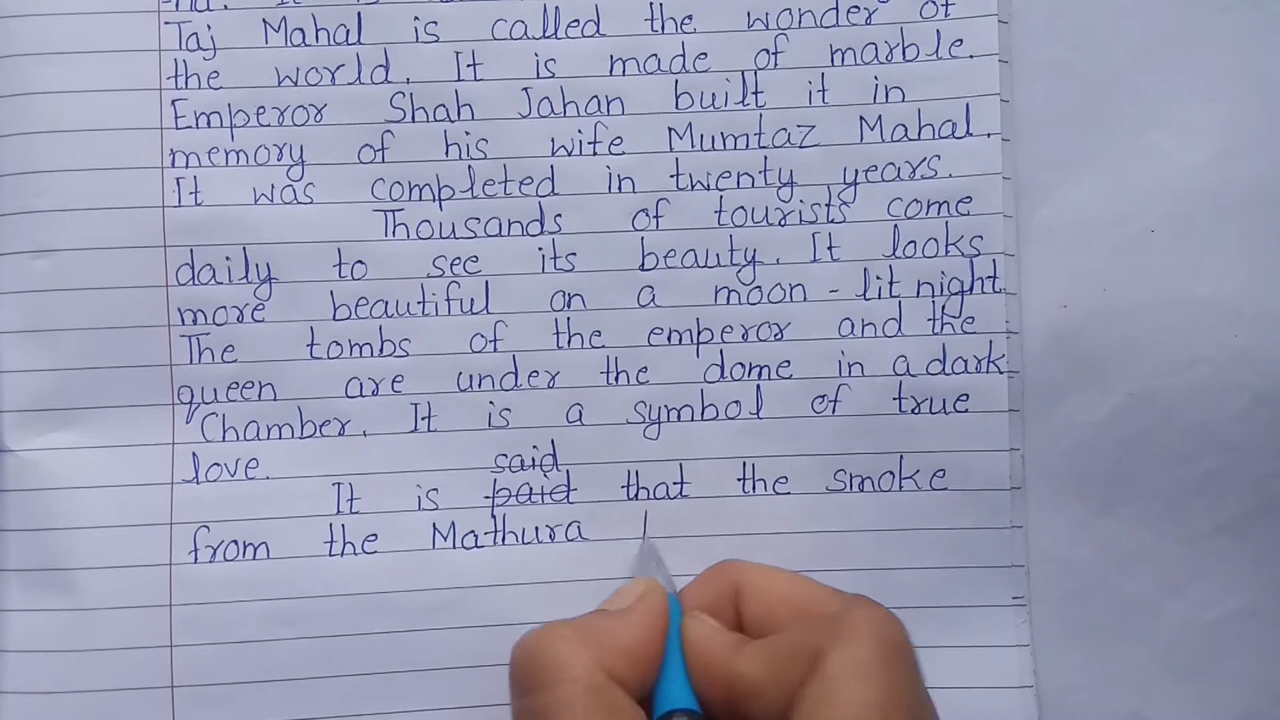 Taj Mahal is called the wonder of
the world. It is made of marble.
Emperor Shah Jahan built it in
memory of his wife Mumtaz Mahal.
It was completed in twenty years.
Thousands of tourists come
daily to see its beauty. It looks
more beautiful on a moon - lit night.
The tombs of the emperor and the
queen are under the dome in a dark
Chamber. It is a symbol of true
love.
said
It is paid that the smoke
from the Mathura